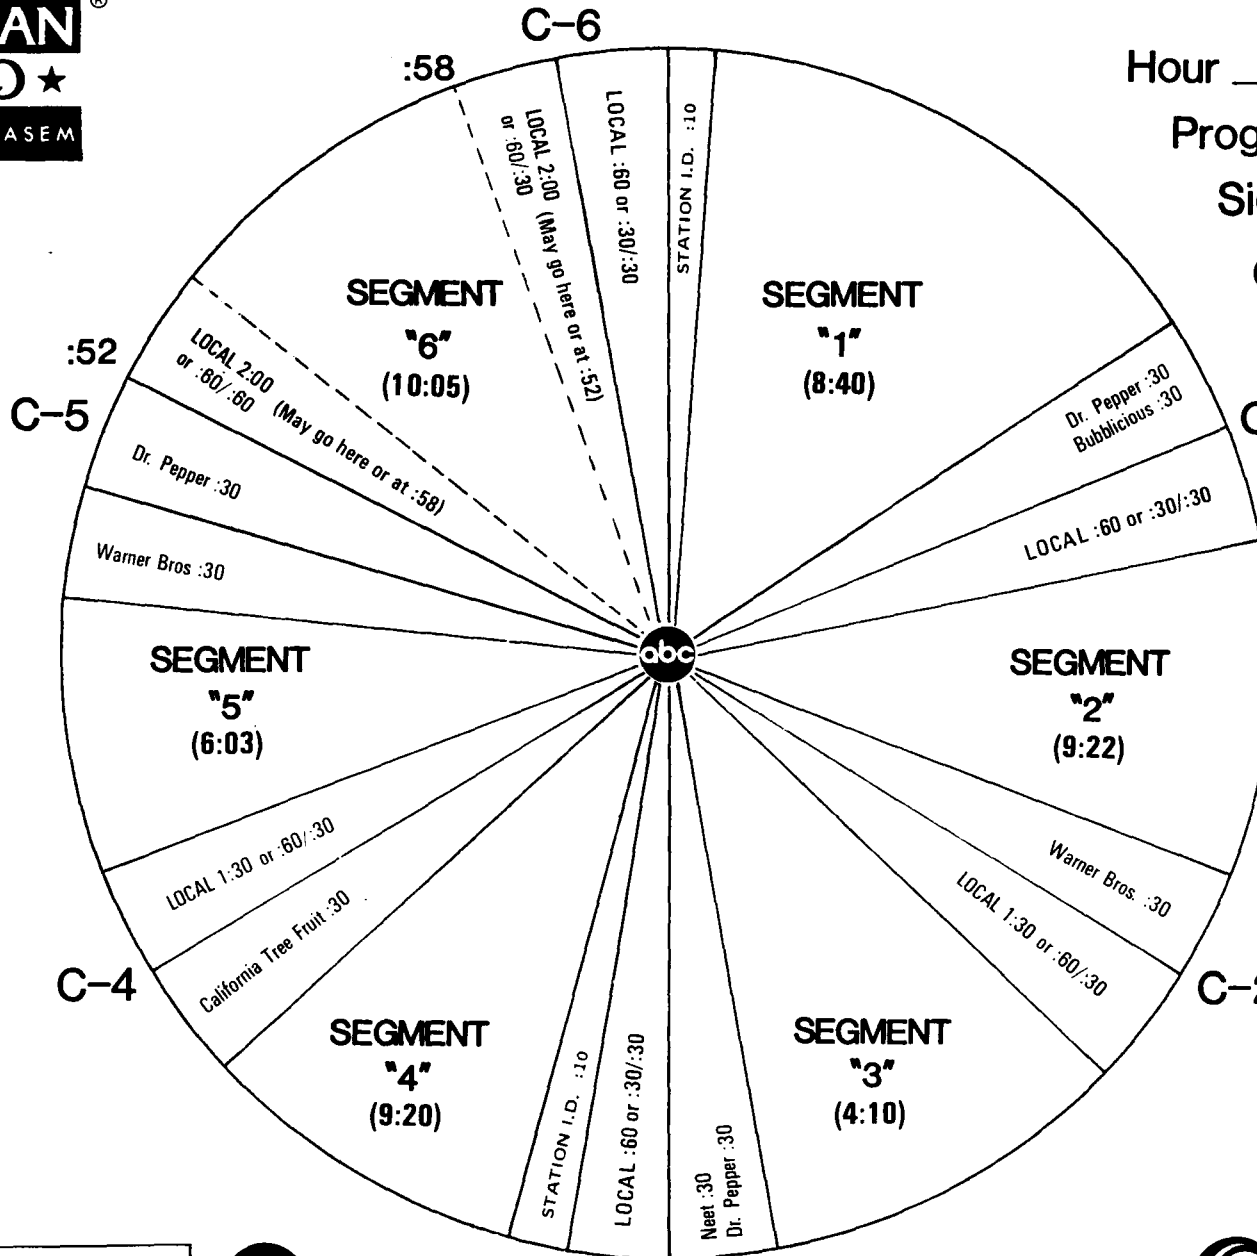 AN
®
ASEM
C-6
:58
Hour
Prog
LOCAL 2:00 (May go here or at :52)
or :60/:30
LOCAL :60 or :30/:30
STATION I.D. :10
SEGMENT
"6"
(10:05)
SEGMENT
"1"
(8:40)
:52
C-5
LOCAL 2:00 (May go here or at :58)
or :60/:60
Dr. Pepper :30
Bubblicious :30
Dr. Pepper :30
LOCAL :60 or :30/:30
Warner Bros :30
abc
SEGMENT
"5"
(6:03)
SEGMENT
"2"
(9:22)
LOCAL 1:30 or :60/:30
Warner Bros. :30
LOCAL 1:30 or :60/:30
C-4
California Tree Fruit :30
C-2
SEGMENT
"4"
(9:20)
SEGMENT
"3"
(4:10)
STATION I.D. :10
LOCAL :60 or :30/:30
Neet :30
Dr. Pepper :30